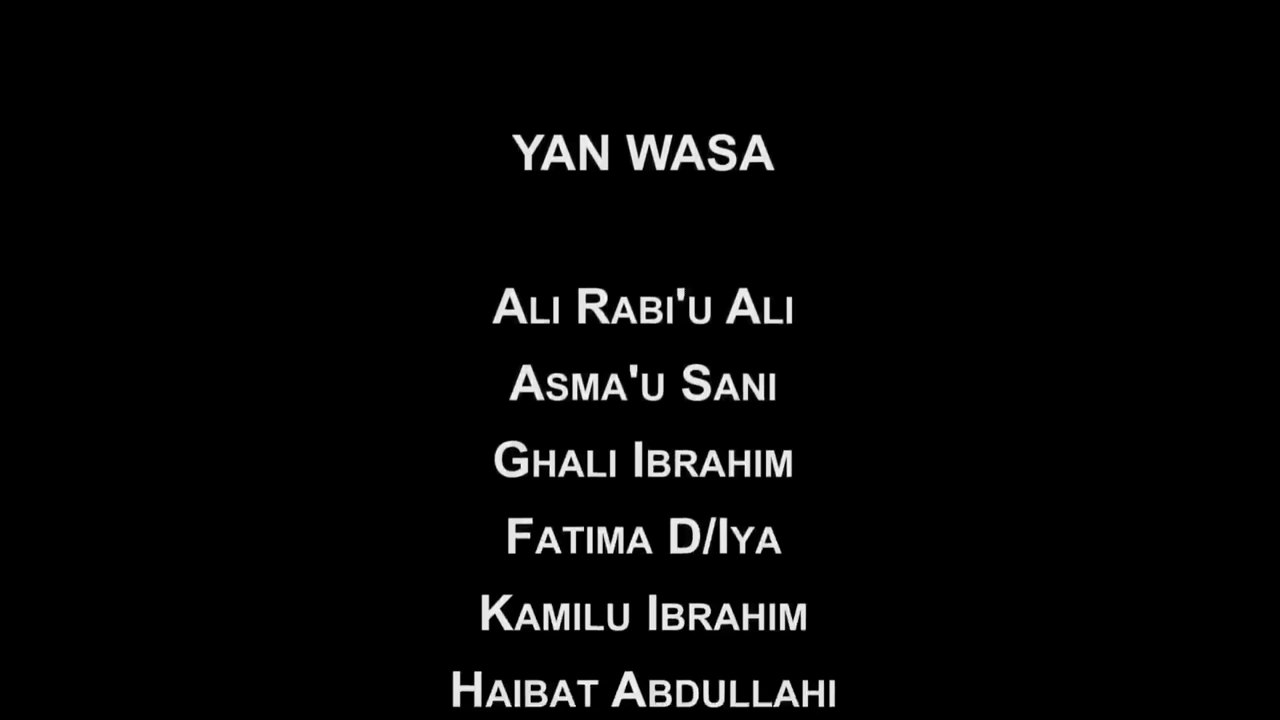 YAN WASA
Ali Rabi'u Ali
Asma'u Sani
Ghali Ibrahim
Fatima D/Iya
Kamilu Ibrahim
Haibat Abdullahi